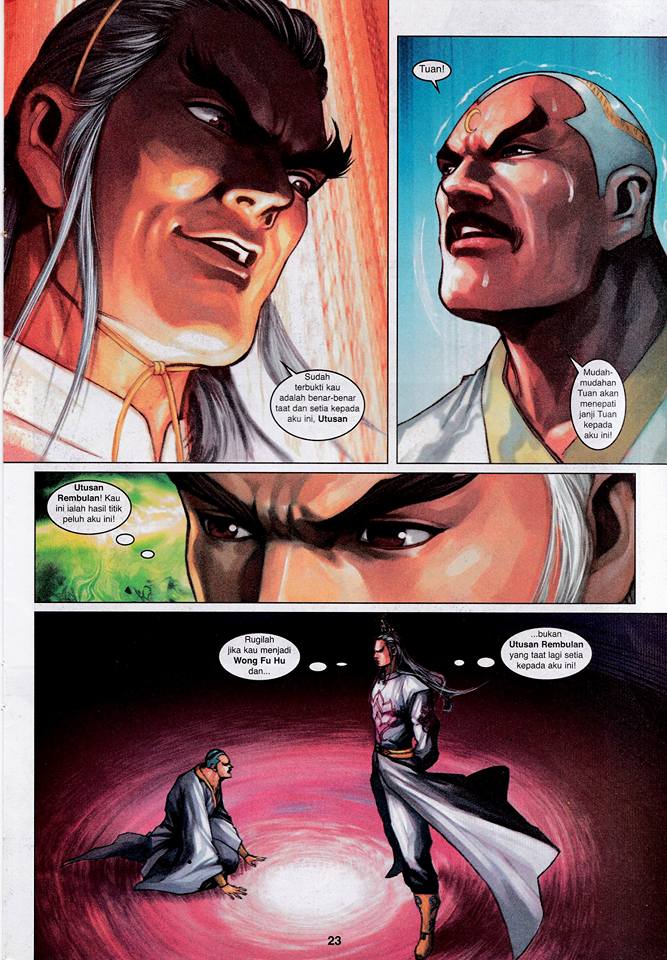 Sudah
terbukti kau
adalah benar-benar
taat dan setia kepada
aku ini, Utusan
Tuan!
Mudah-
mudahan
Tuan akan
menepati
janji Tuan
kepada
aku ini!
Utusan
Rembulan! Kau
ini ialah hasil titik
peluh aku ini!
Rugilah
jika kau menjadi
Wong Fu Hu
dan...
...bukan
Utusan Rembulan
yang taat lagi setia
kepada aku ini!
23